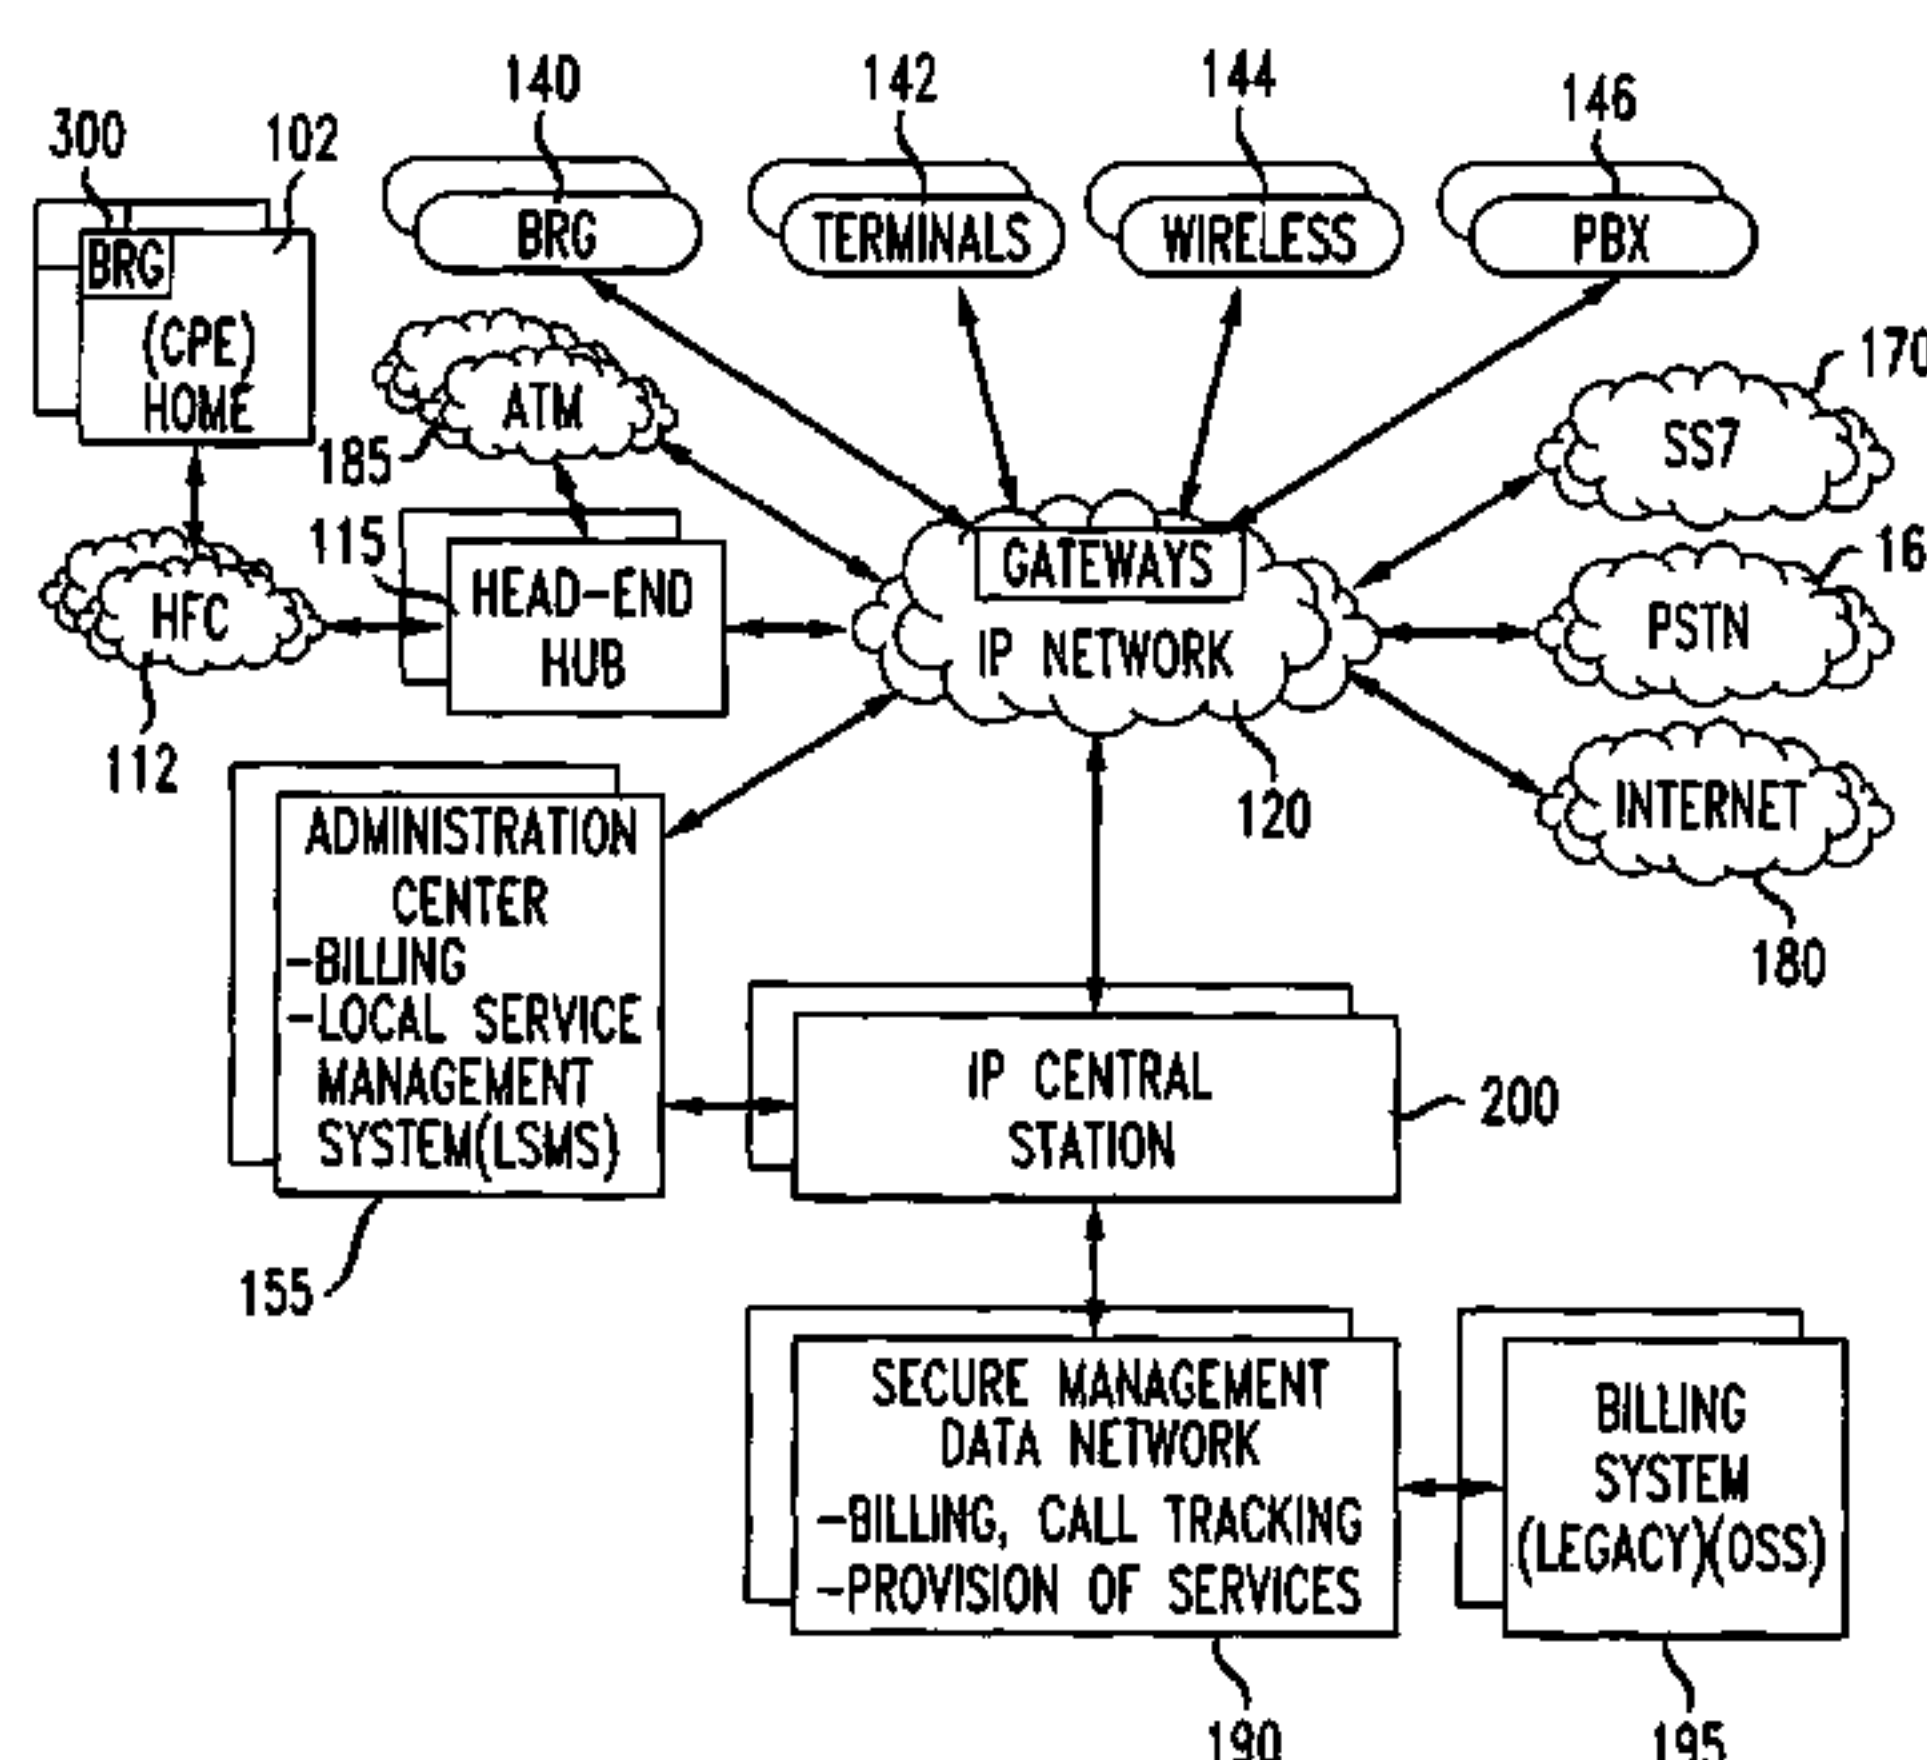 140
142
144
146
300
102
BRG
TERMINALS
WIRELESS
PBX
BRG
(CPE)
HOME
170
ATM
SS7
185
115
16
GATEWAYS
HEAD-END
HUB
HFC
IP NETWORK
PSTN
112
120
INTERNET
180
ADMINISTRATION
CENTER
-BILLING
-LOCAL SERVICE
MANAGEMENT
SYSTEM(LSMS)
155
IP CENTRAL
STATION
200
SECURE MANAGEMENT
DATA NETWORK
-BILLING, CALL TRACKING
-PROVISION OF SERVICES
190
BILLING
SYSTEM
(LEGACY)(OSS)
195